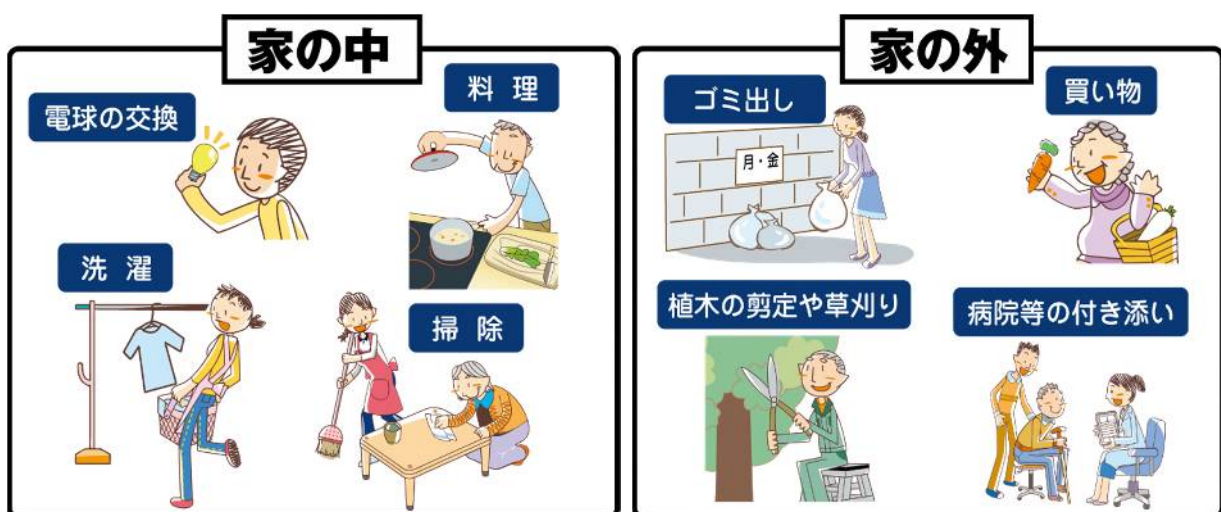 家の中
電球の交換
料理
洗濯
掃除
家の外
ゴミ出し
月・金
買い物
植木の剪定や草刈り
病院等の付き添い